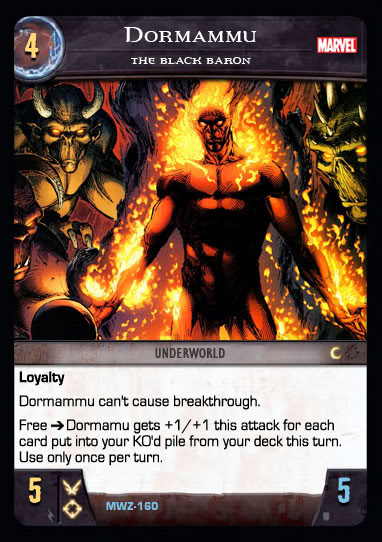 4
DORMAMMU
MARVEL
THE BLACK BARON
UNDERWORLD
C
Loyalty
Dormammu can't cause breakthrough.
Free ➔ Dormamu gets +1/+1 this attack for each
card put into your KO'd pile from your deck this turn.
Use only once per turn.
5
MWZ-160
5